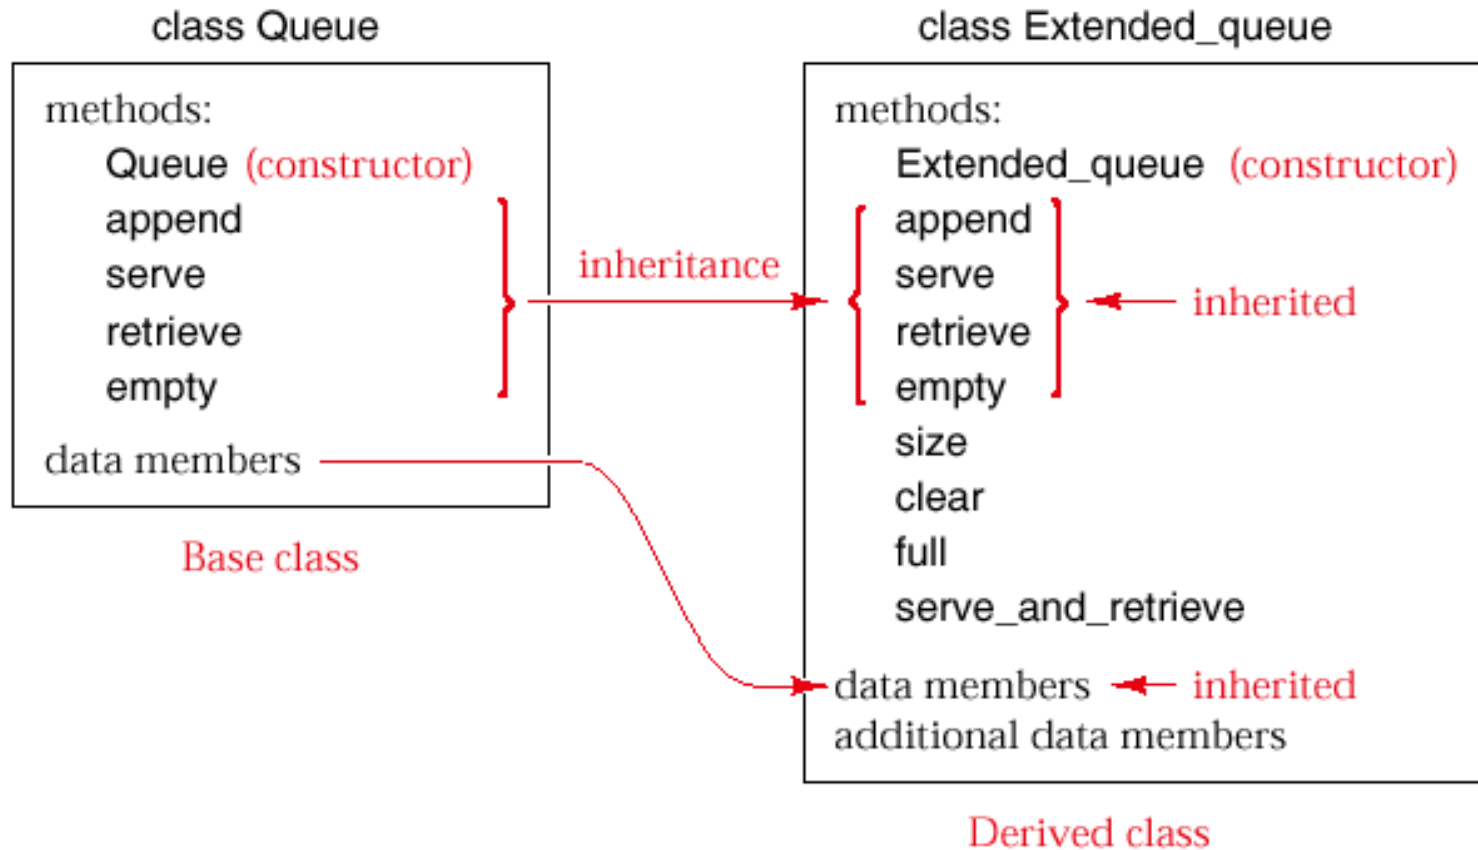 class Queue
methods:
Queue (constructor)
append
serve
retrieve
empty
data members
Base class
inheritance
class Extended_queue
methods:
Extended_queue (constructor)
append
serve
retrieve
empty
inherited
size
clear
full
serve_and_retrieve
data members
inherited
additional data members
Derived class